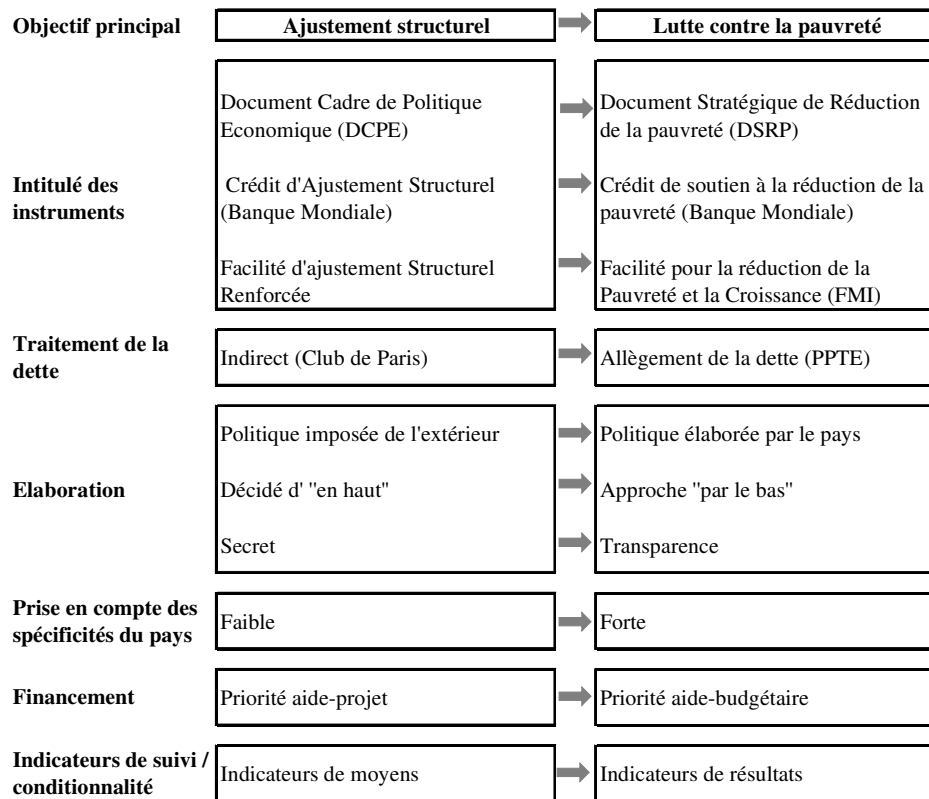 Objectif principal
Ajustement structurel
Lutte contre la pauvreté
Intitulé des
instruments
Document Cadre de Politique
Economique (DCPE)
Document Stratégique de Réduction
de la pauvreté (DSRP)
Crédit d'Ajustement Structurel
(Banque Mondiale)
Crédit de soutien à la réduction de la
pauvreté (Banque Mondiale)
Facilité d'ajustement Structurel
Renforcée
Facilité pour la réduction de la
Pauvreté et la Croissance (FMI)
Traitement de la
dette
Indirect (Club de Paris)
Allègement de la dette (PPTE)
Elaboration
Politique imposée de l'extérieur
Politique élaborée par le pays
Décidé d' "en haut"
Approche "par le bas"
Secret
Transparence
Prise en compte des
spécificités du pays
Faible
Forte
Financement
Priorité aide-projet
Priorité aide-budgétaire
Indicateurs de suivi /
conditionnalité
Indicateurs de moyens
Indicateurs de résultats